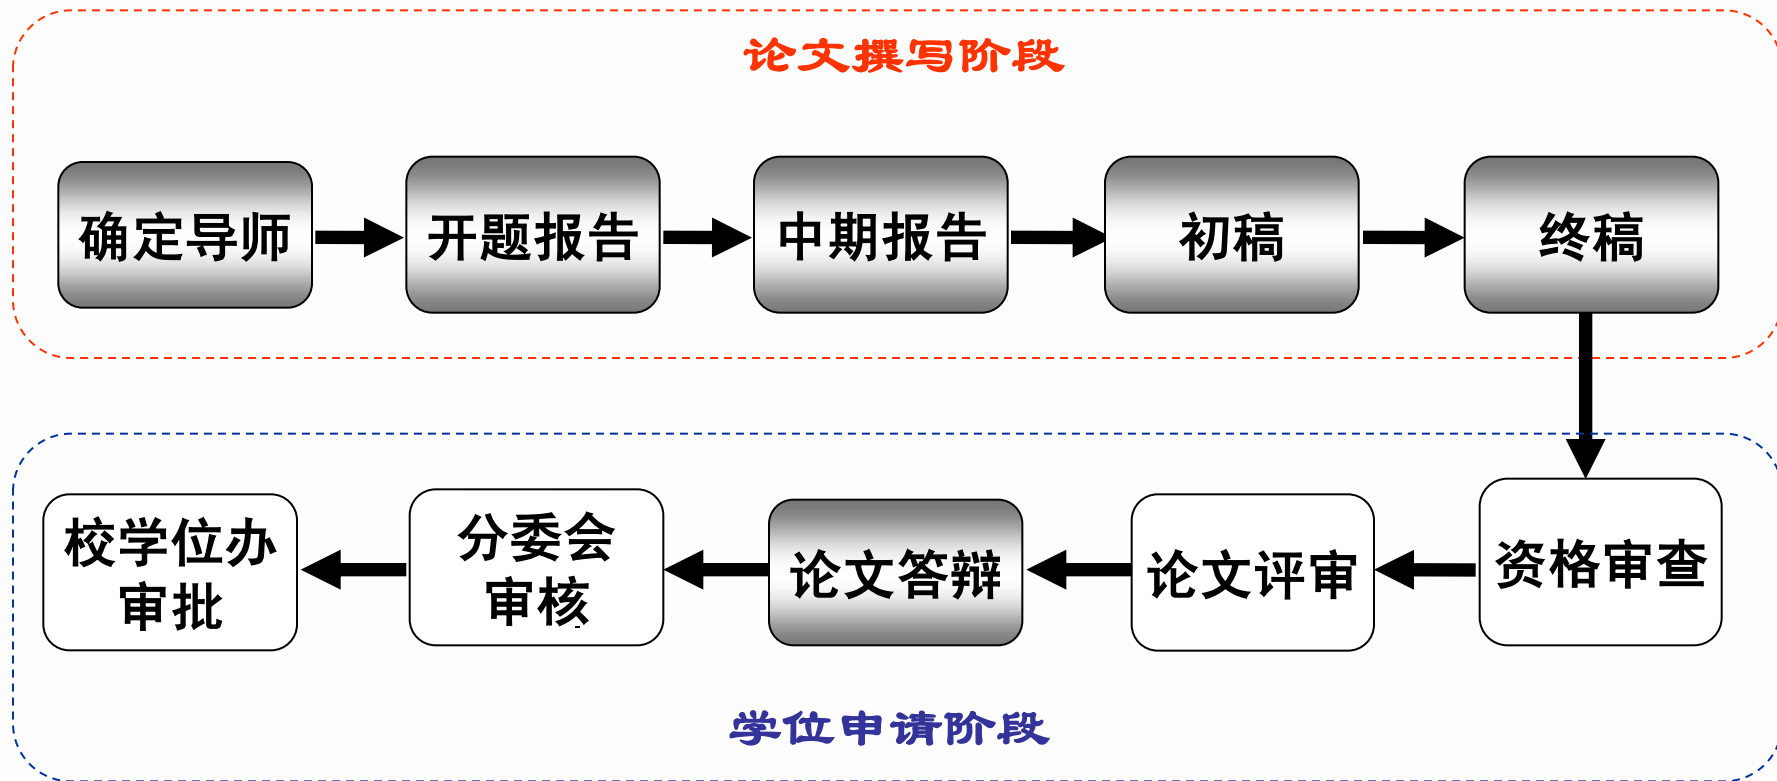 论文撰写阶段
确定导师
开题报告
中期报告
初稿
终稿
资格审查
论文评审
论文答辩
分委会
审核
校学位办
审批
学位申请阶段